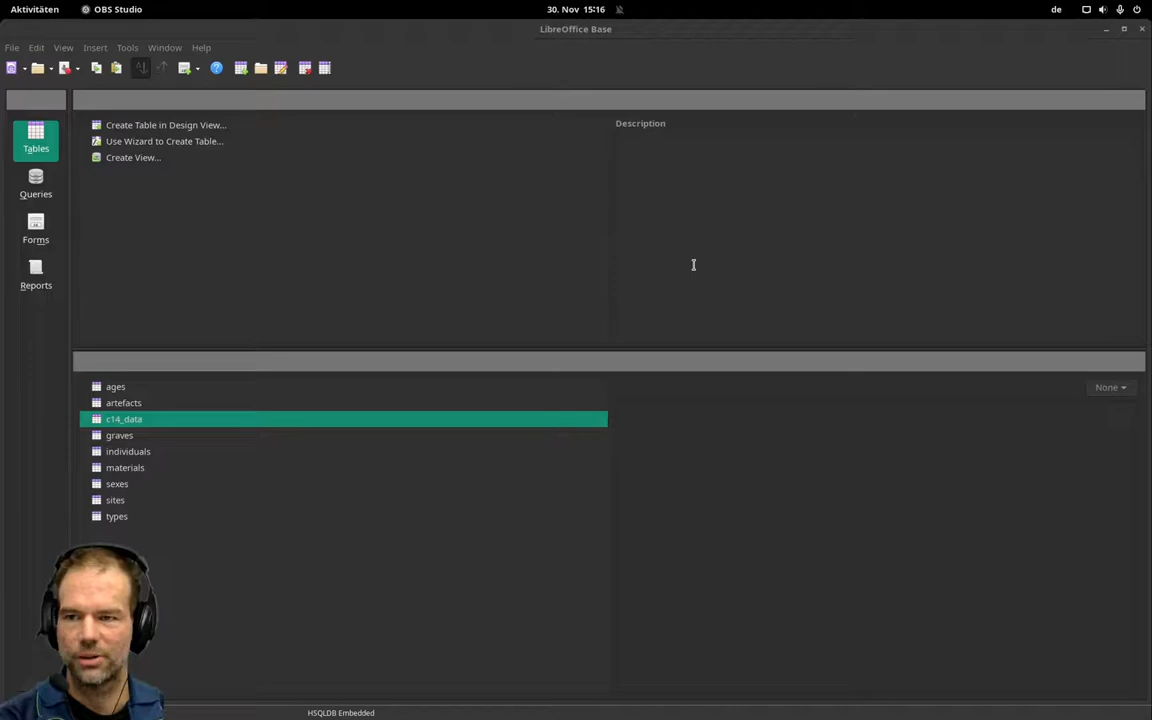 Aktivitäten OBS Studio 30. Nov 15:16 de
LibreOffice Base
File Edit View Insert Tools Window Help
Tables
Queries
Forms
Reports
Create Table in Design View...
Use Wizard to Create Table...
Create View...
Description
ages
artefacts
c14_data
graves
individuals
materials
sexes
sites
types
None
HSQLDB Embedded